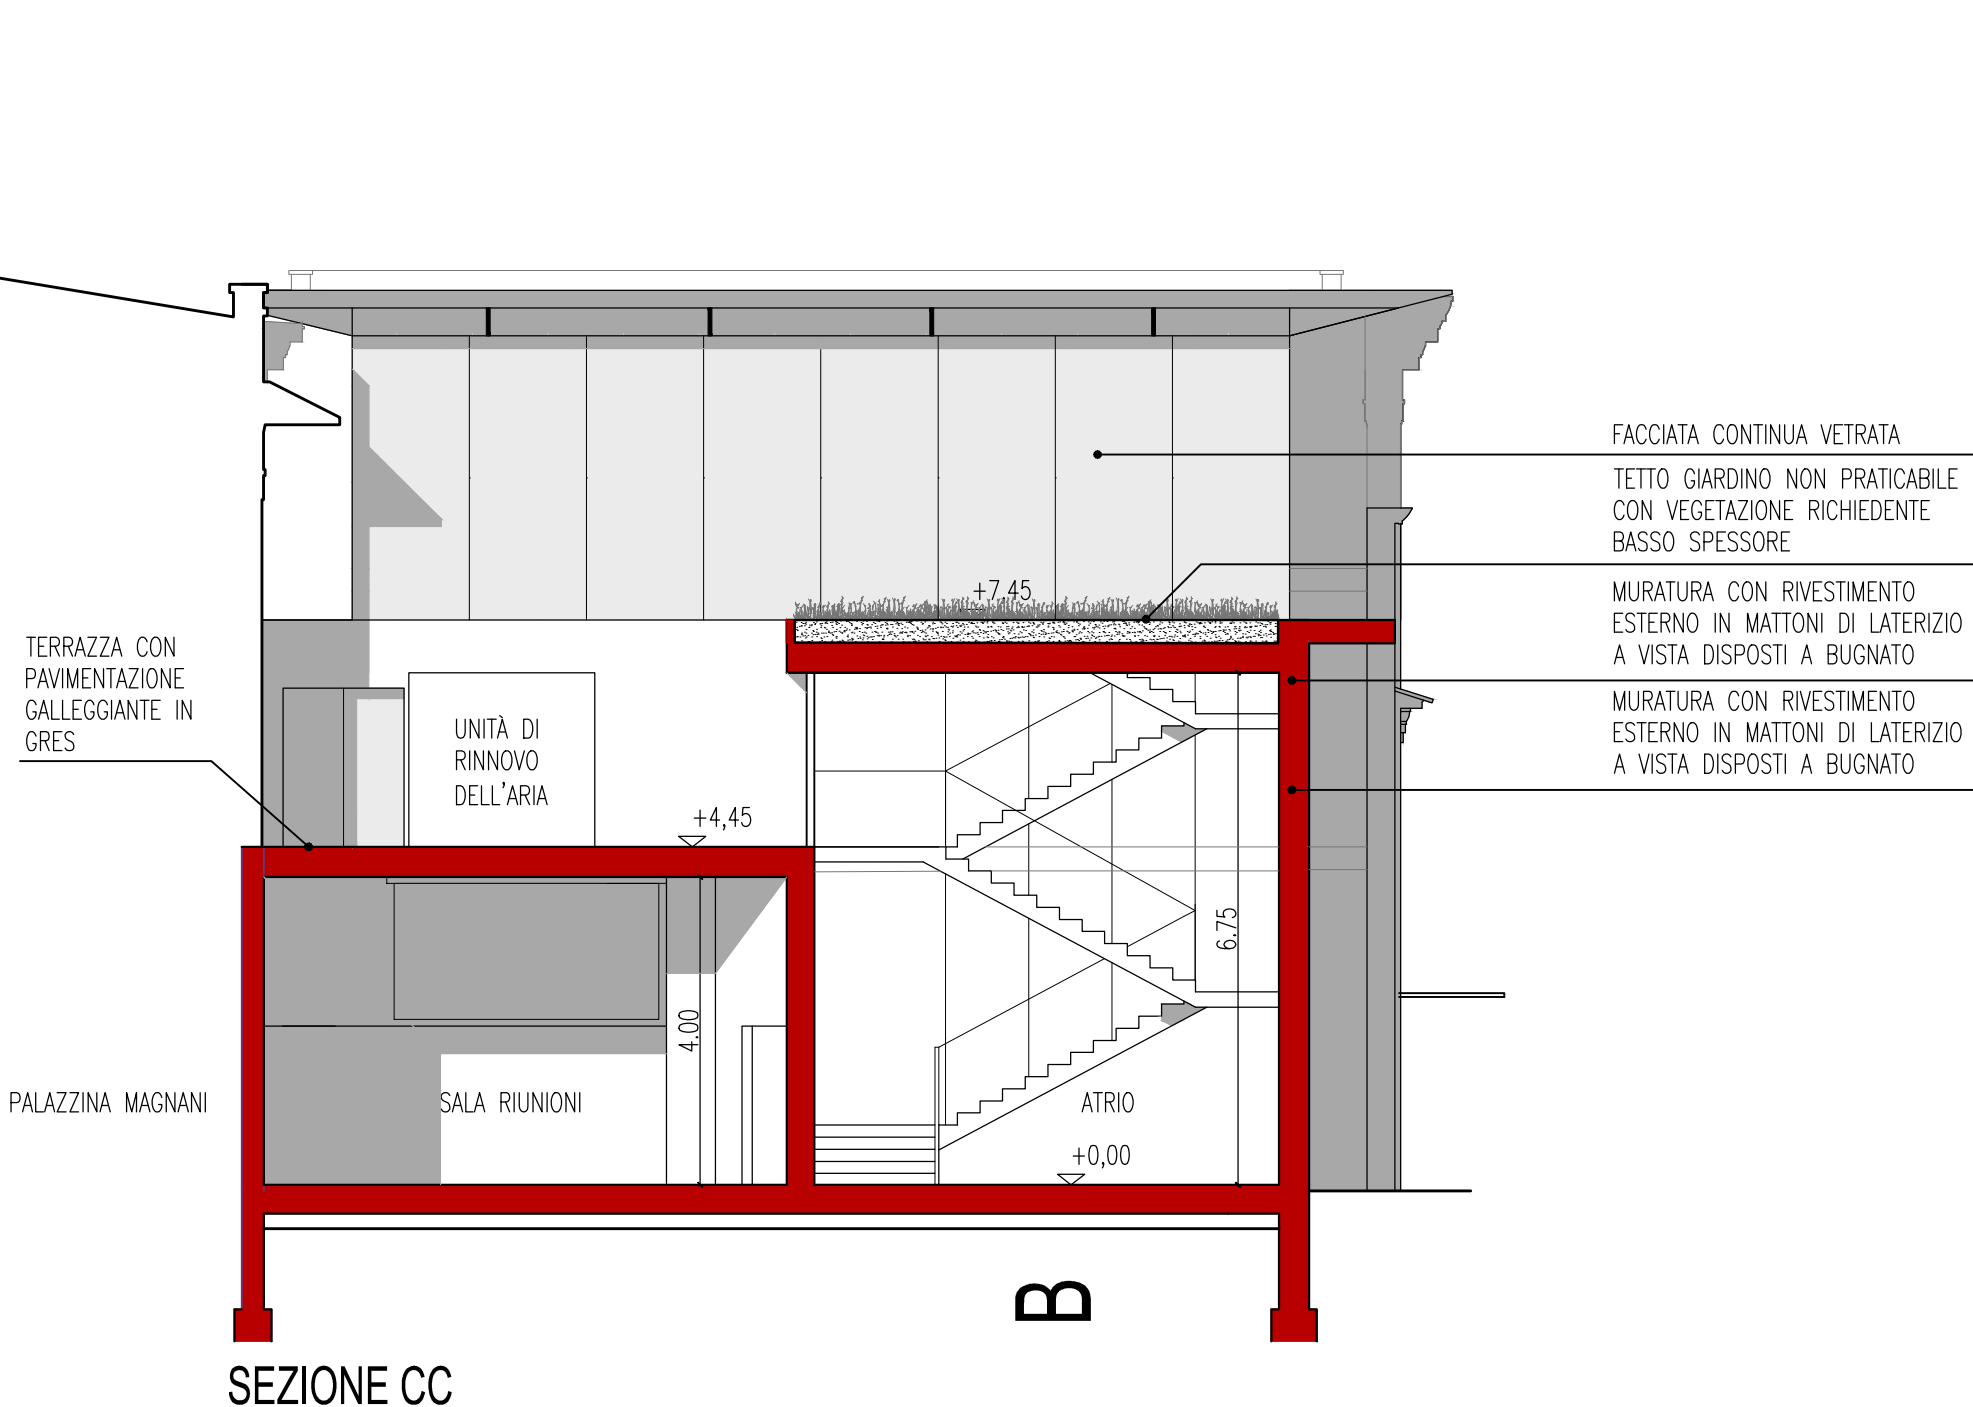 FACCIATA CONTINUA VETRATA
TETTO GIARDINO NON PRATICABILE
CON VEGETAZIONE RICHIEDENTE
BASSO SPESSORE
MURATURA CON RIVESTIMENTO
ESTERNO IN MATTONI DI LATERIZIO
A VISTA DISPOSTI A BUGNATO
MURATURA CON RIVESTIMENTO
ESTERNO IN MATTONI DI LATERIZIO
A VISTA DISPOSTI A BUGNATO
+7,45
TERRAZZA CON
PAVIMENTAZIONE
GALLEGGIANTE IN
GRES
UNITÀ DI
RINNOVO
DELL'ARIA
+4,45
6.75
4.00
PALAZZINA MAGNANI
SALA RIUNIONI
ATRIO
+0,00
B
SEZIONE CC